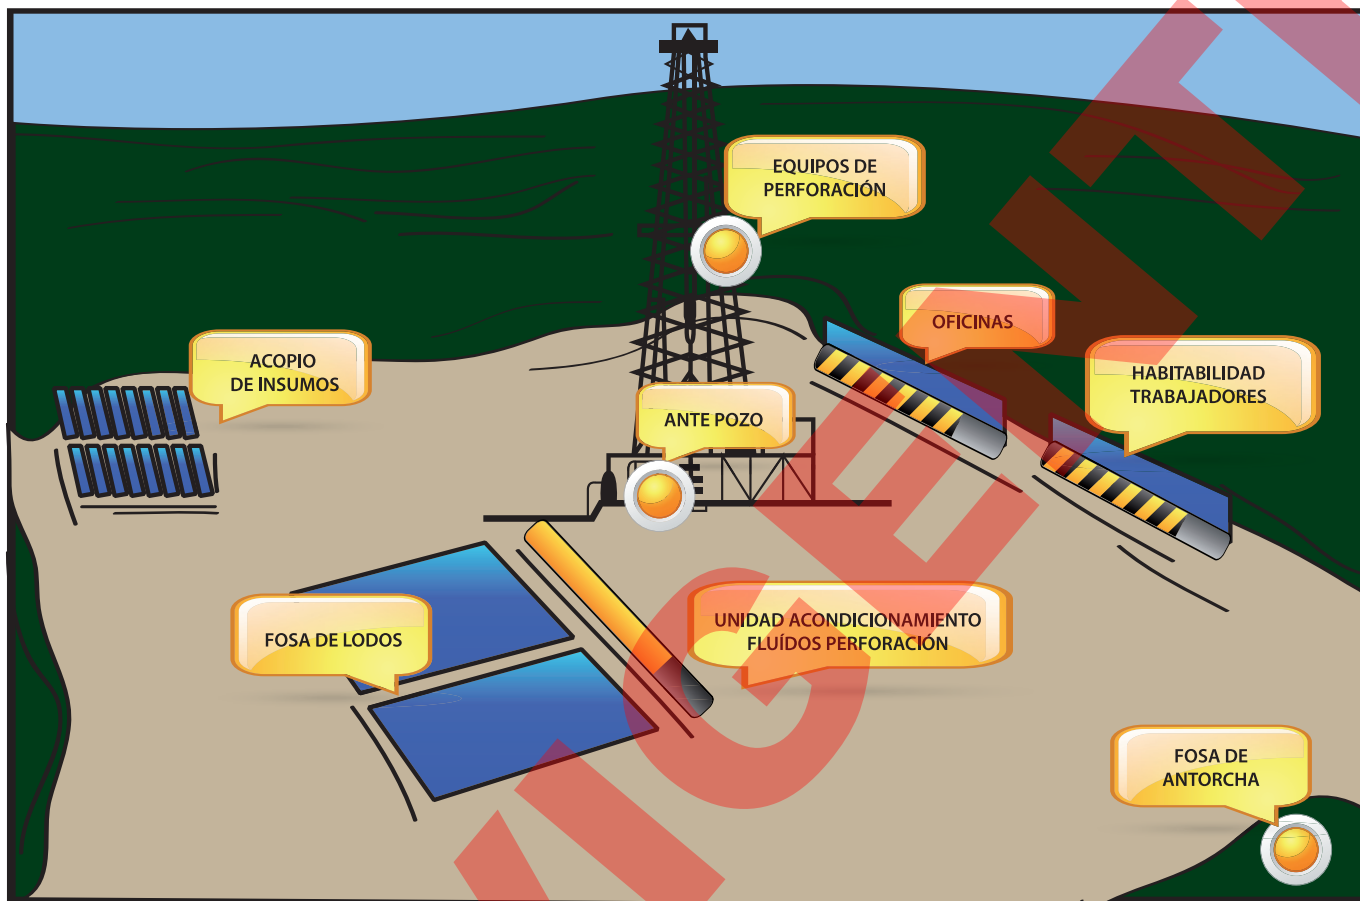 EQUIPOS DE
PERFORACIÓN
OFICINAS
ACOPIO
DE INSUMOS
HABITABILIDAD
TRABAJADORES
ANTE POZO
FOSA DE LODOS
UNIDAD ACONDICIONAMIENTO
FLUÍDOS PERFORACIÓN
FOSA DE
ANTORCHA